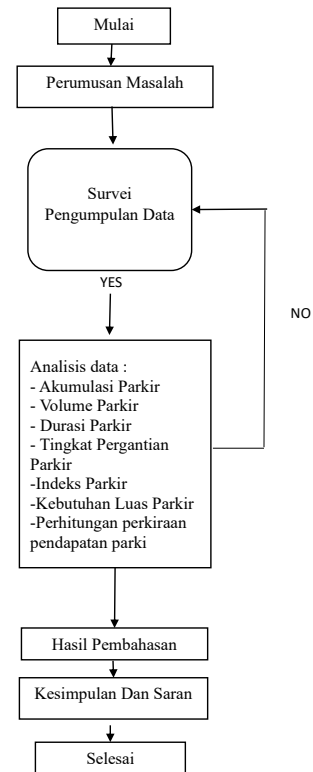 Mulai
Perumusan Masalah
Survei
Pengumpulan Data
YES
NO
Analisis data :
- Akumulasi Parkir
- Volume Parkir
- Durasi Parkir
- Tingkat Pergantian
Parkir
-Indeks Parkir
-Kebutuhan Luas Parkir
-Perhitungan perkiraan
pendapatan parki
Hasil Pembahasan
Kesimpulan Dan Saran
Selesai